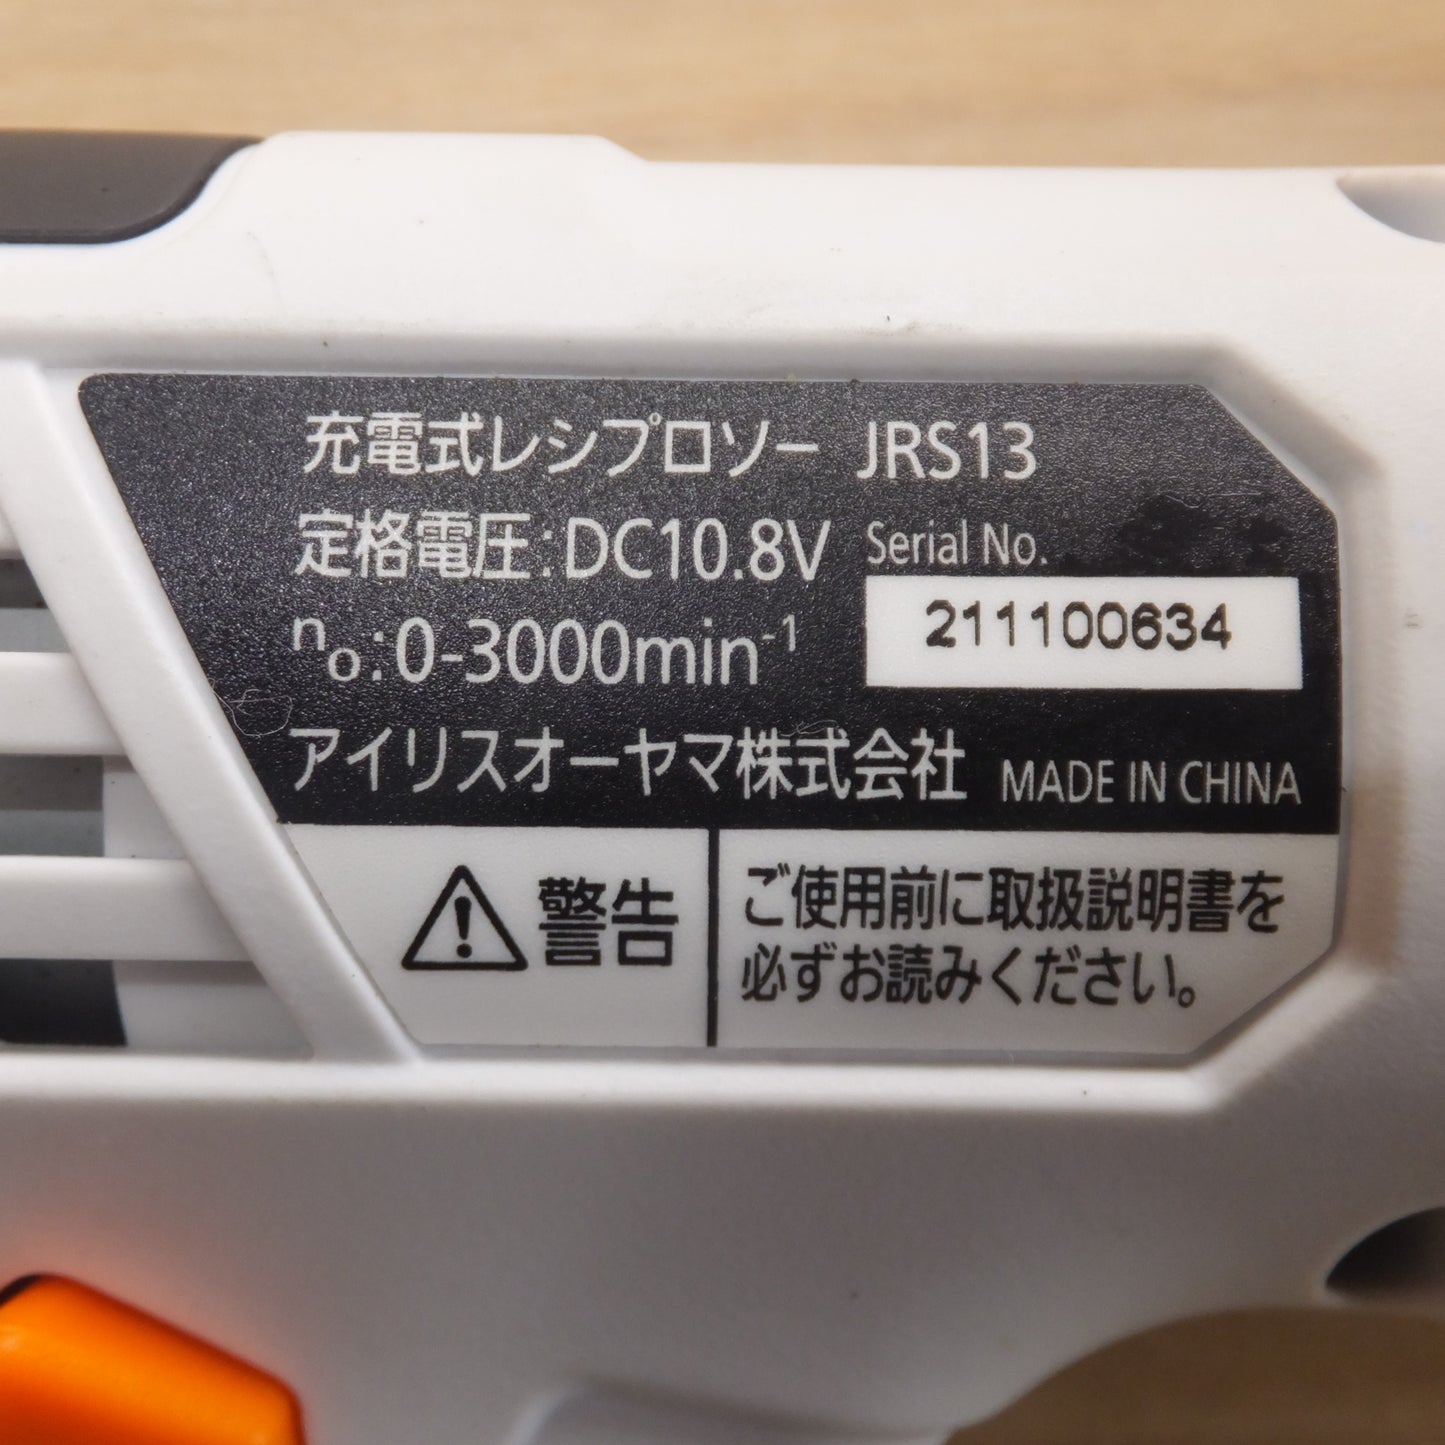 充電式レシプロソー JRS13
定格電圧:DC10.8V Serial No.
211100634
no:0-3000min-1
アイリスオーヤマ株式会社 MADE IN CHINA
警告
ご使用前に取扱説明書を
必ずお読みください。